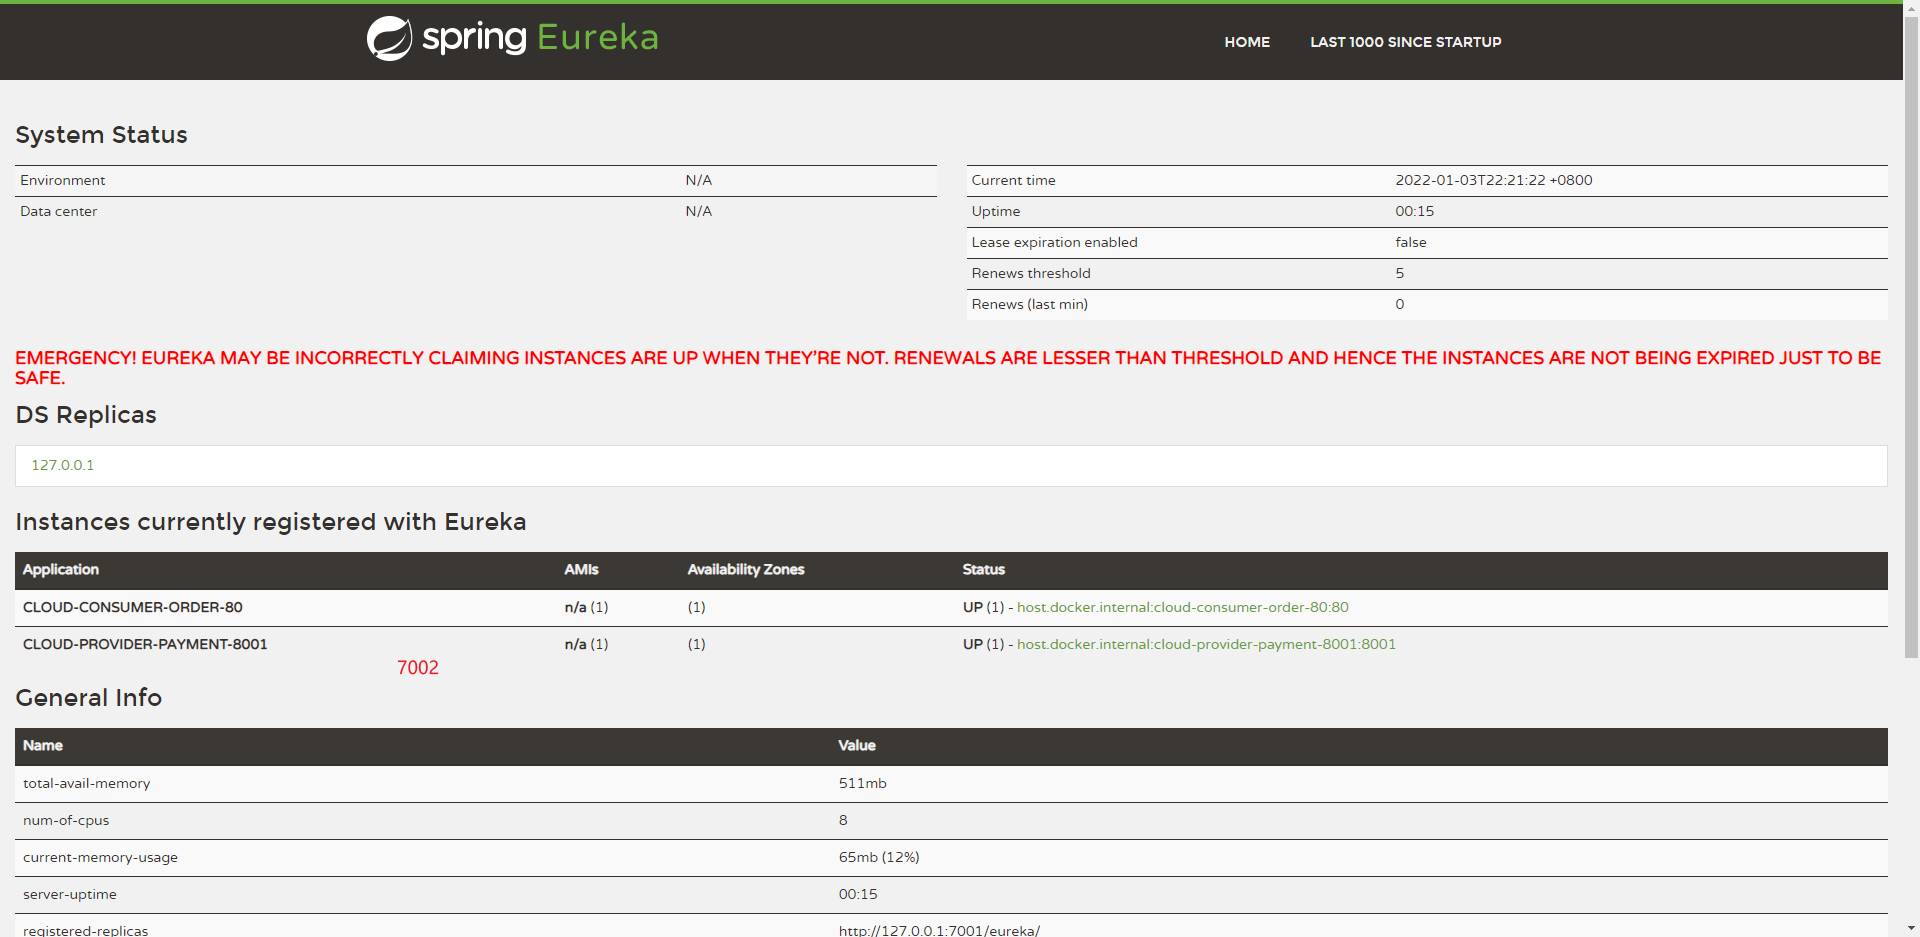 spring Eureka
HOME LAST 1000 SINCE STARTUP
System Status
Environment N/A
Data center N/A
Current time 2022-01-03T22:21:22 +0800
Uptime 00:15
Lease expiration enabled false
Renews threshold 5
Renews (last min) 0
EMERGENCY! EUREKA MAY BE INCORRECTLY CLAIMING INSTANCES ARE UP WHEN THEY'RE NOT. RENEWALS ARE LESSER THAN THRESHOLD AND HENCE THE INSTANCES ARE NOT BEING EXPIRED JUST TO BE
SAFE.
DS Replicas
127.0.0.1
Instances currently registered with Eureka
Application AMIs Availability Zones Status
CLOUD-CONSUMER-ORDER-80 n/a (1) (1) UP (1) - host.docker.internal:cloud-consumer-order-80:80
CLOUD-PROVIDER-PAYMENT-8001 n/a (1) (1) UP (1) - host.docker.internal:cloud-provider-payment-8001:8001
7002
General Info
Name Value
total-avail-memory 511mb
num-of-cpus 8
current-memory-usage 65mb (12%)
server-uptime 00:15
registered-replicas http://127.0.0.1:7001/eureka/